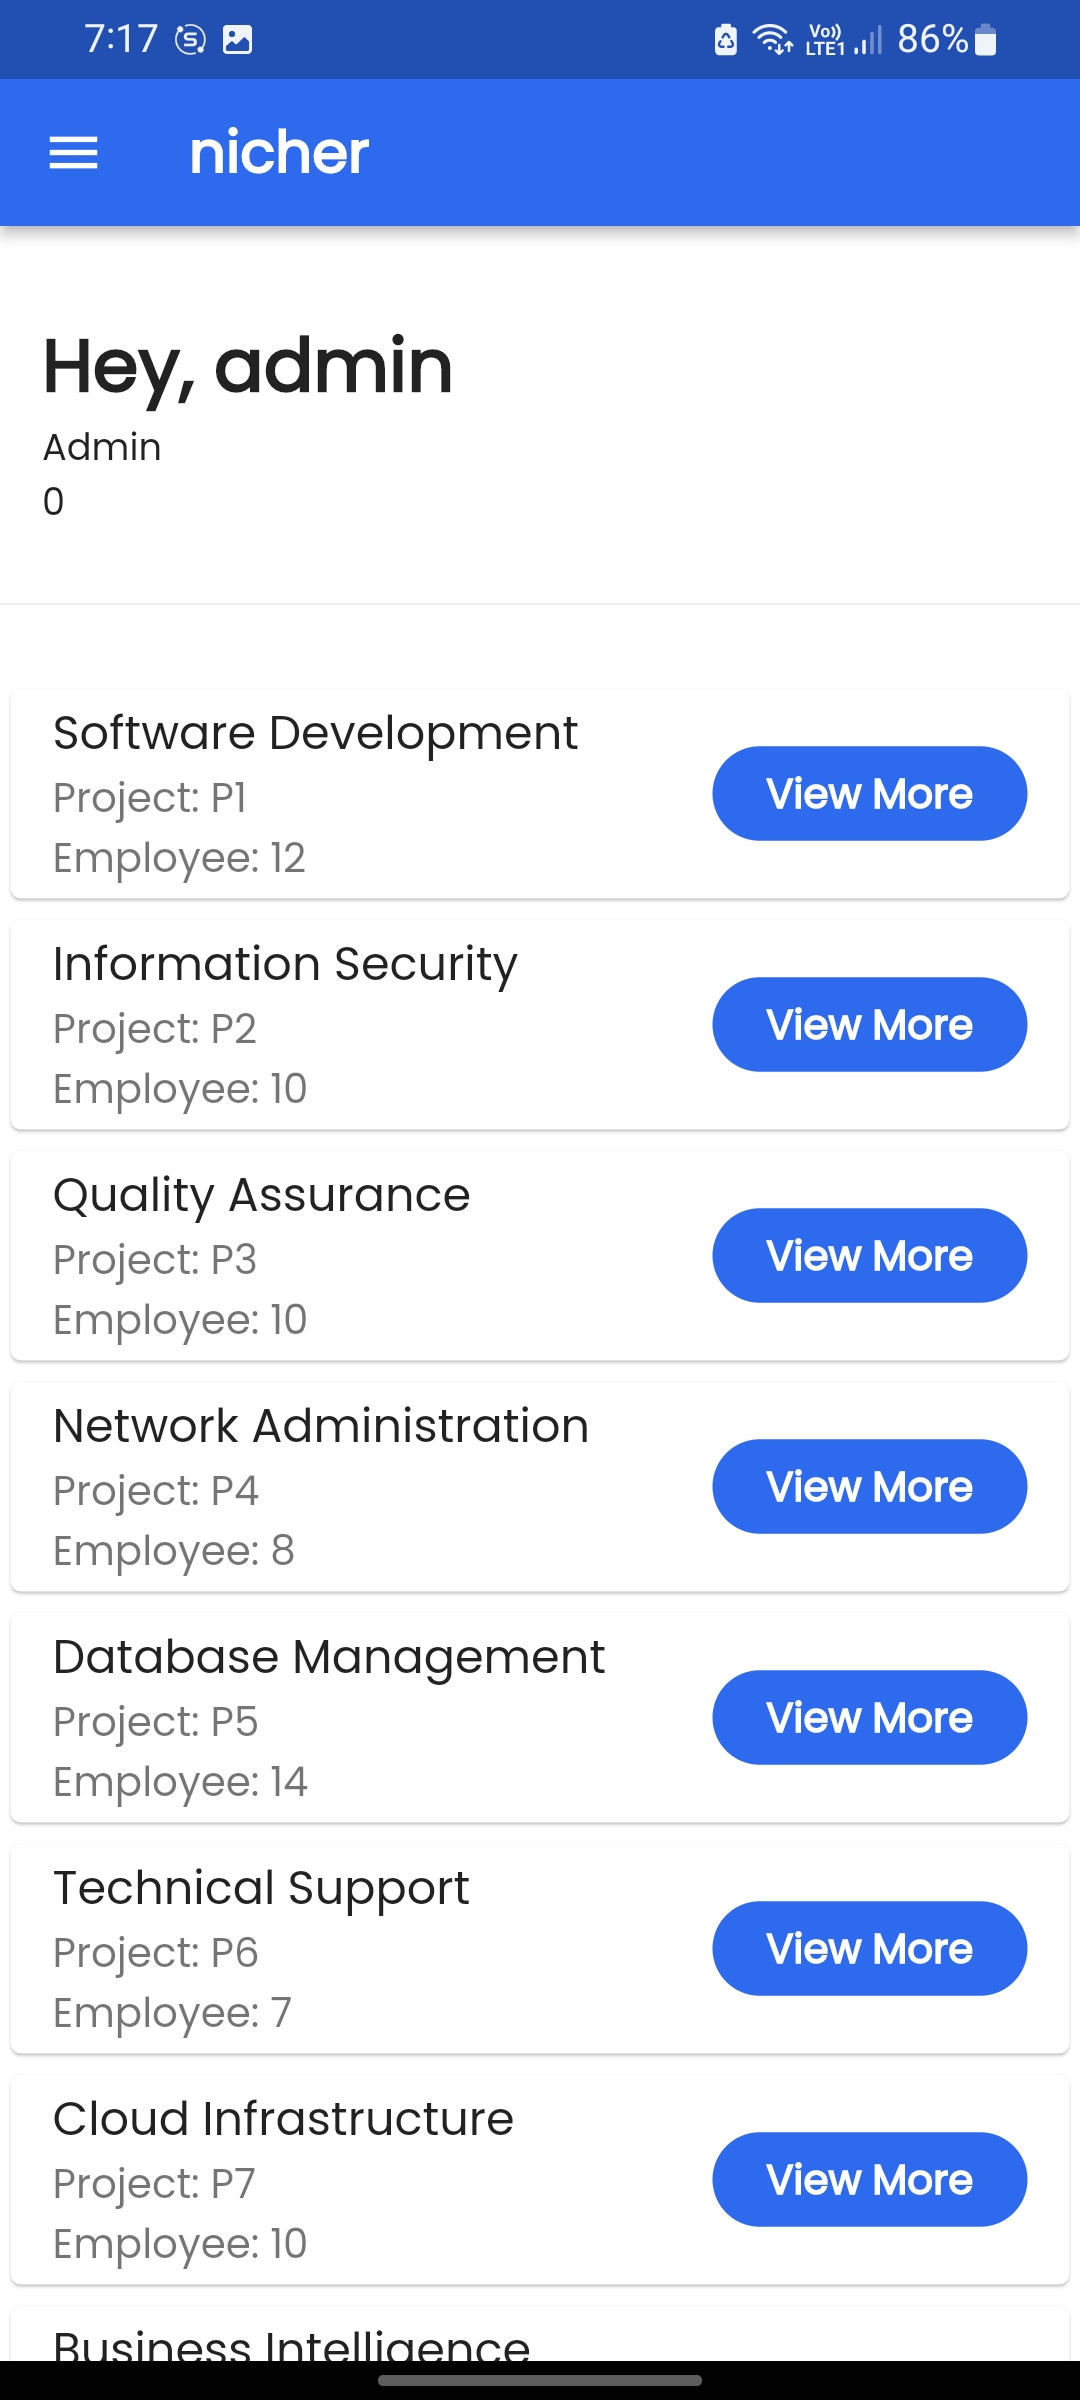 7:17 Vo)) LTE1 86%
nicher
Hey, admin
Admin
0
Software Development
Project: P1
Employee: 12
View More
Information Security
Project: P2
Employee: 10
View More
Quality Assurance
Project: P3
Employee: 10
View More
Network Administration
Project: P4
Employee: 8
View More
Database Management
Project: P5
Employee: 14
View More
Technical Support
Project: P6
Employee: 7
View More
Cloud Infrastructure
Project: P7
Employee: 10
View More
Business Intelligence